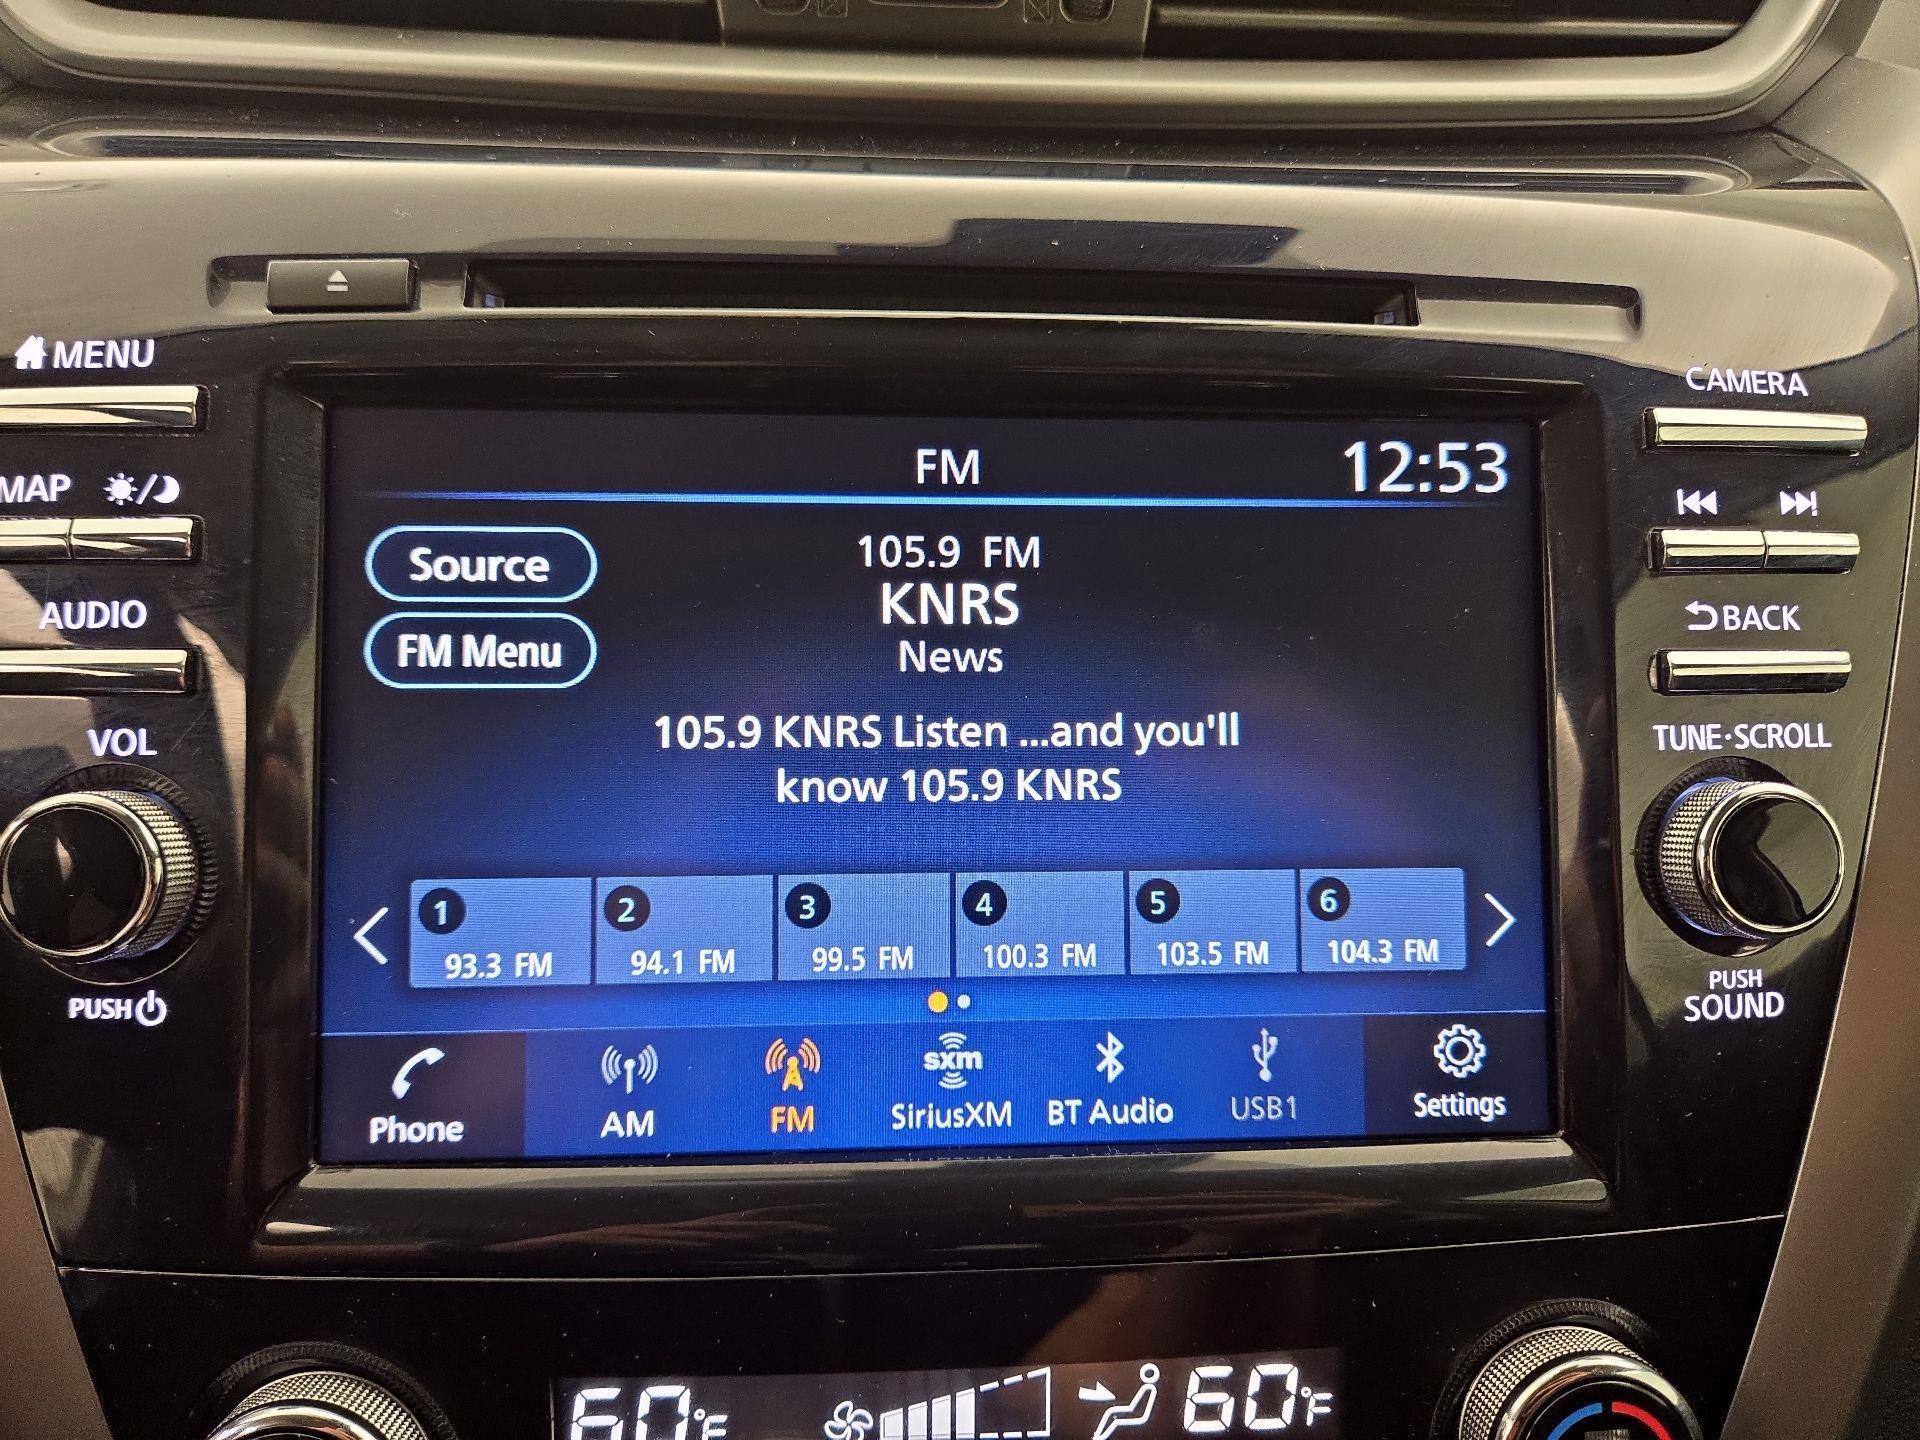 MENU
CAMERA
FM
12:53
MAP
Source
105.9 FM
KNRS
FM Menu
News
AUDIO
BACK
105.9 KNRS Listen ...and you'll
know 105.9 KNRS
VOL
TUNE·SCROLL
1 2 3 4 5 6
93.3 FM 94.1 FM 99.5 FM 100.3 FM 103.5 FM 104.3 FM
PUSH
PUSH
SOUND
sxm
Phone AM FM SiriusXM BT Audio USB1 Settings
60°F 60°F